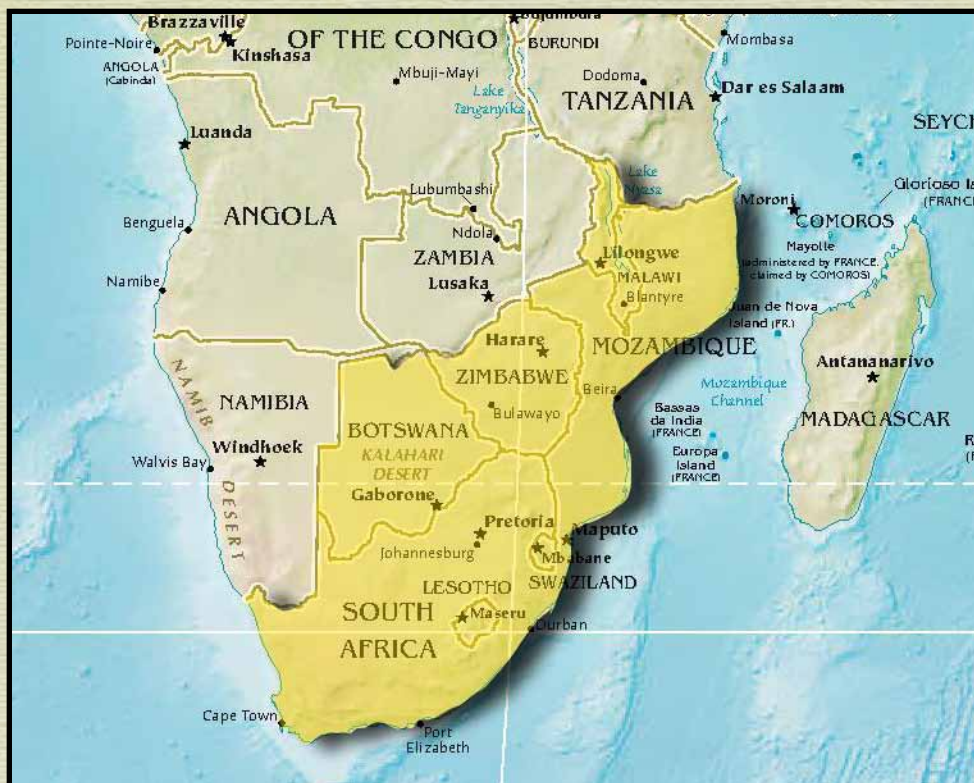 Brazzaville
Pointe-Noire
Kinshasa
ANGOLA
(Cabinda)
OF THE CONGO
Mbuji-Mayi
Bujumbura
BURUNDI
Lake
Tanganyika
Dodoma
TANZANIA
Mombasa
Dar es Salaam
SEYCH
Luanda
Lubumbashi
Lake
Nyasa
Glorioso Is
(FRANCE
Moroni
COMOROS
ANGOLA
Benguela
Ndola
ZAMBIA
Lusaka
Lilongwe
MALAWI
Blantyre
Mayotte
(administered by FRANCE,
claimed by COMOROS)
Namibe
Juan de Nova
Island (FR.)
Harare
MOZAMBIQUE
ZIMBABWE
Antananarivo
NAMIB
DESERT
NAMIBIA
Bulawayo
Beira
Mozambique
Channel
Bassas
da India
(FRANCE)
MADAGASCAR
BOTSWANA
KALAHARI
DESERT
Windhoek
Walvis Bay
Europa
Island
(FRANCE)
R
(F
Gaborone
Pretoria
Maputo
Johannesburg
Mbabane
SWAZILAND
LESOTHO
SOUTH
AFRICA
Maseru
Durban
Cape Town
Port
Elizabeth